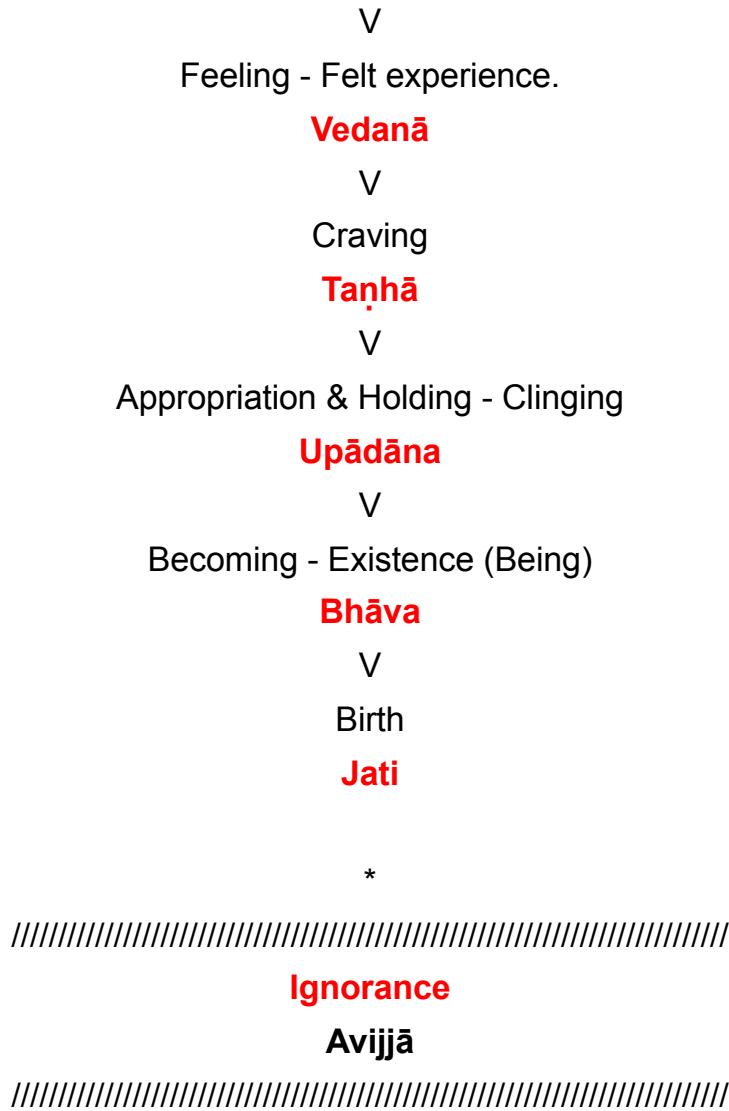 V
Feeling - Felt experience.
Vedanā
V
Craving
Taṇhā
V
Appropriation & Holding - Clinging
Upādāna
V
Becoming - Existence (Being)
Bhāva
V
Birth
Jati
*
//////////////////////////////////////////////////////////////////////////////
Ignorance
Avijjā
//////////////////////////////////////////////////////////////////////////////